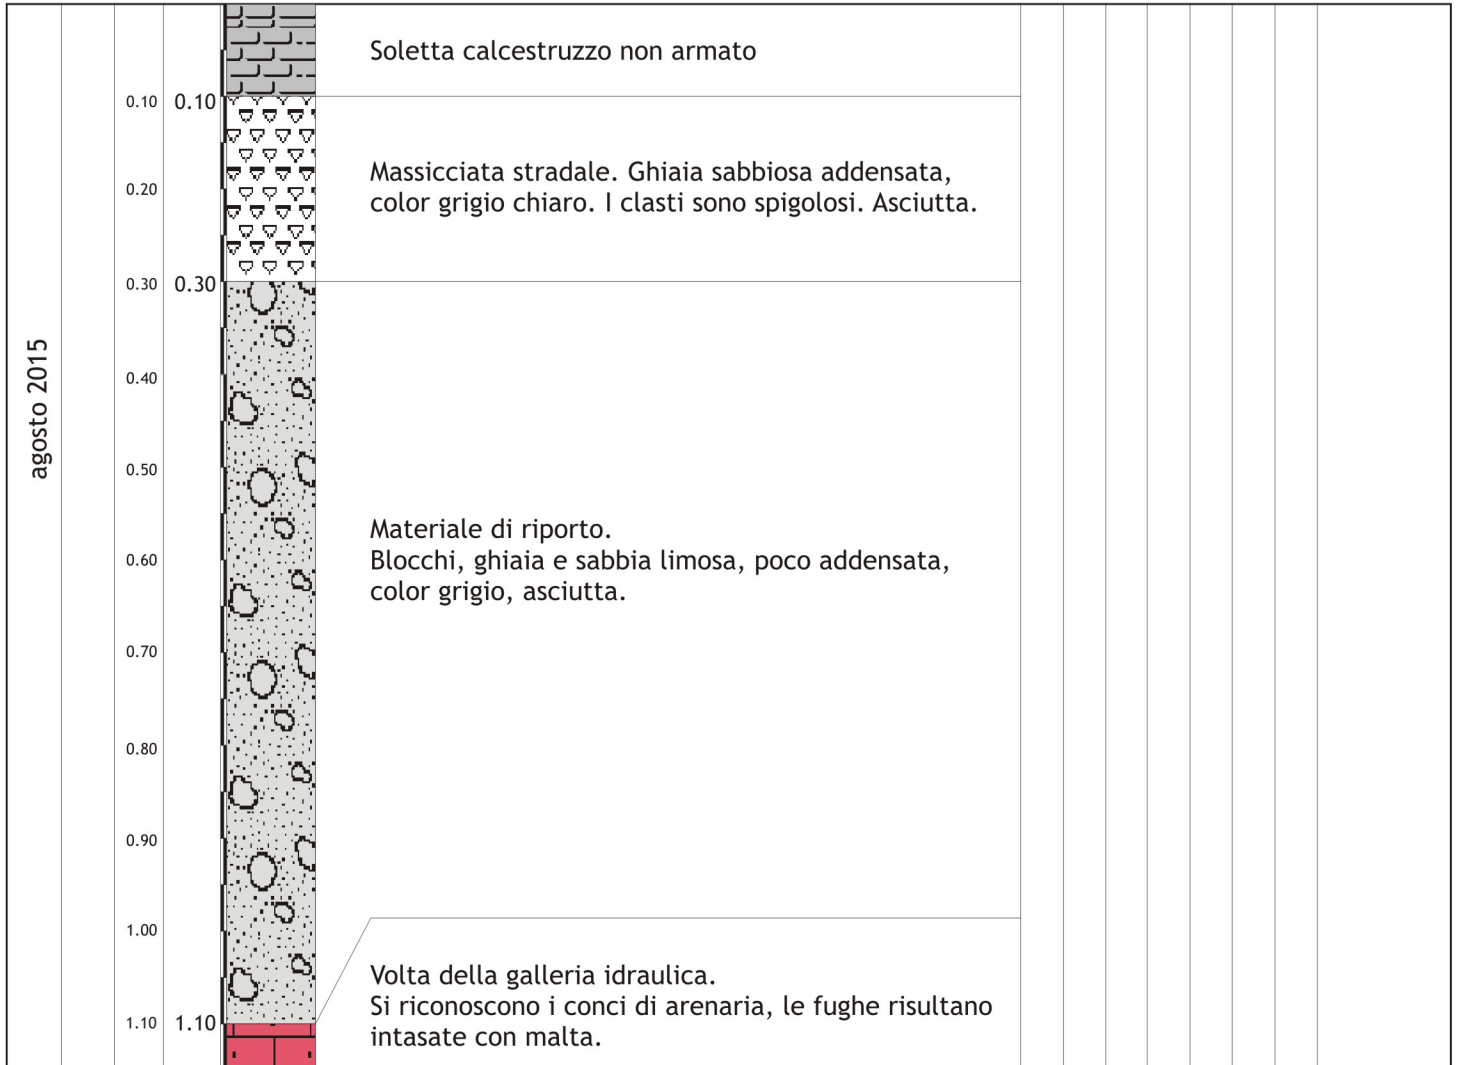 Soletta calcestruzzo non armato
0.10 0.10
Massicciata stradale. Ghiaia sabbiosa addensata,
0.20
color grigio chiaro. I clasti sono spigolosi. Asciutta.
0.30 0.30
agosto 2015
0.40
0.50
Materiale di riporto.
Blocchi, ghiaia e sabbia limosa, poco addensata,
0.60
color grigio, asciutta.
0.70
0.80
0.90
1.00
Volta della galleria idraulica.
Si riconoscono i conci di arenaria, le fughe risultano
1.10 1.10
intasate con malta.